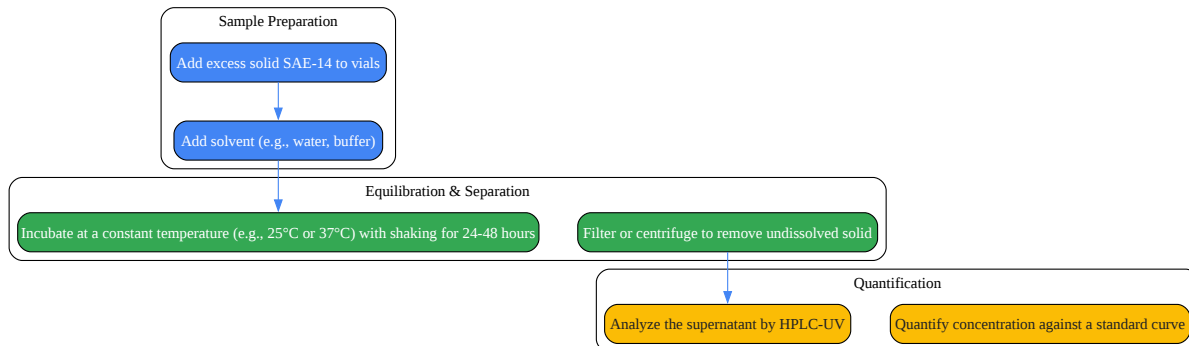 Sample Preparation
Add excess solid SAE-14 to vials
Add solvent (e.g., water, buffer)
Equilibration & Separation
Incubate at a constant temperature (e.g., 25°C or 37°C) with shaking for 24-48 hours
Filter or centrifuge to remove undissolved solid
Quantification
Analyze the supernatant by HPLC-UV
Quantify concentration against a standard curve